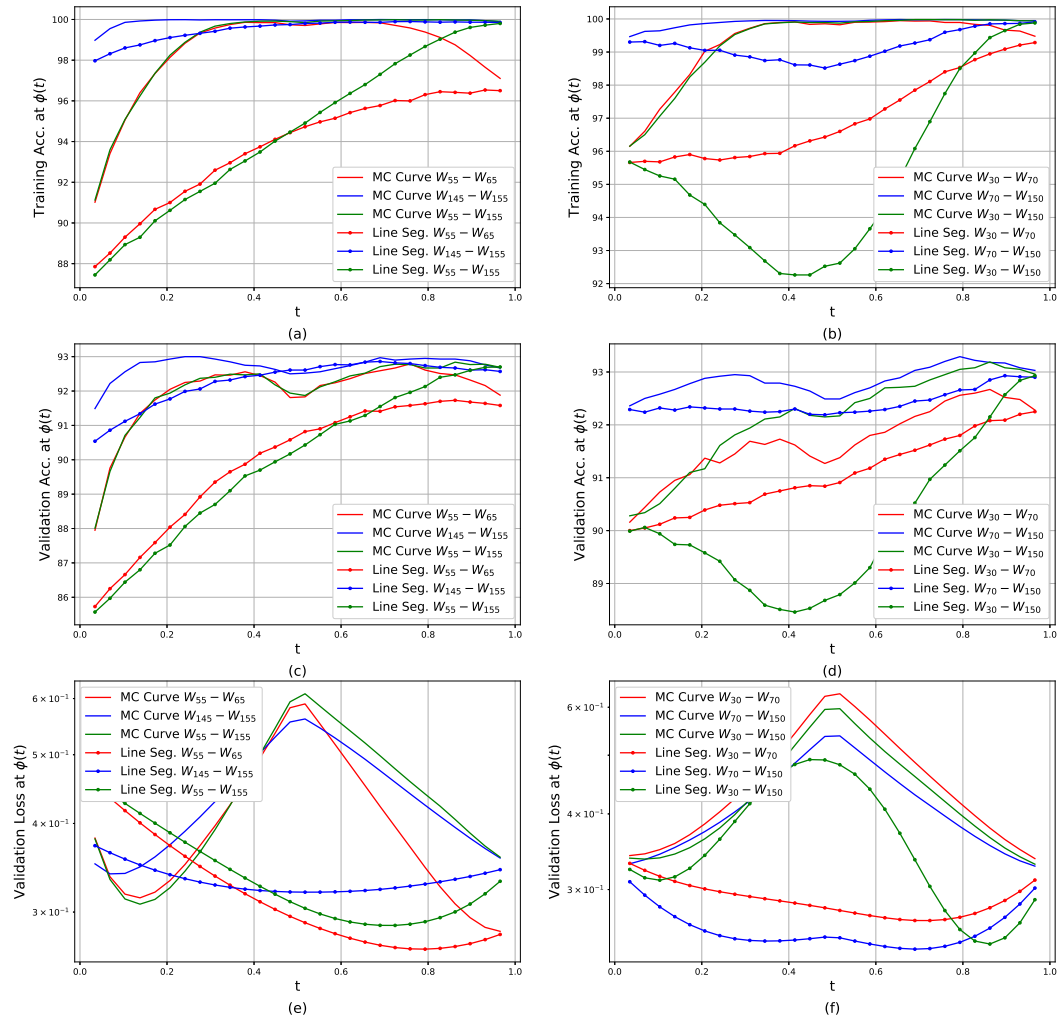 100
98
96
94
92
90
88
Training Acc. at ϕ(t)
MC Curve W₅₅ − W₆₅
MC Curve W₁₄₅ − W₁₅₅
MC Curve W₅₅ − W₁₅₅
Line Seg. W₅₅ − W₆₅
Line Seg. W₁₄₅ − W₁₅₅
Line Seg. W₅₅ − W₁₅₅
0.0 0.2 0.4 0.6 0.8 1.0
t
(a)
100
99
98
97
96
95
94
93
92
Training Acc. at ϕ(t)
MC Curve W₃₀ − W₇₀
MC Curve W₇₀ − W₁₅₀
MC Curve W₃₀ − W₁₅₀
Line Seg. W₃₀ − W₇₀
Line Seg. W₇₀ − W₁₅₀
Line Seg. W₃₀ − W₁₅₀
0.0 0.2 0.4 0.6 0.8 1.0
t
(b)
93
92
91
90
89
88
87
86
Validation Acc. at ϕ(t)
MC Curve W₅₅ − W₆₅
MC Curve W₁₄₅ − W₁₅₅
MC Curve W₅₅ − W₁₅₅
Line Seg. W₅₅ − W₆₅
Line Seg. W₁₄₅ − W₁₅₅
Line Seg. W₅₅ − W₁₅₅
0.0 0.2 0.4 0.6 0.8 1.0
t
(c)
93
92
91
90
89
Validation Acc. at ϕ(t)
MC Curve W₃₀ − W₇₀
MC Curve W₇₀ − W₁₅₀
MC Curve W₃₀ − W₁₅₀
Line Seg. W₃₀ − W₇₀
Line Seg. W₇₀ − W₁₅₀
Line Seg. W₃₀ − W₁₅₀
0.0 0.2 0.4 0.6 0.8 1.0
t
(d)
6 × 10⁻¹
5 × 10⁻¹
4 × 10⁻¹
3 × 10⁻¹
Validation Loss at ϕ(t)
MC Curve W₅₅ − W₆₅
MC Curve W₁₄₅ − W₁₅₅
MC Curve W₅₅ − W₁₅₅
Line Seg. W₅₅ − W₆₅
Line Seg. W₁₄₅ − W₁₅₅
Line Seg. W₅₅ − W₁₅₅
0.0 0.2 0.4 0.6 0.8 1.0
t
(e)
6 × 10⁻¹
5 × 10⁻¹
4 × 10⁻¹
3 × 10⁻¹
Validation Loss at ϕ(t)
MC Curve W₃₀ − W₇₀
MC Curve W₇₀ − W₁₅₀
MC Curve W₃₀ − W₁₅₀
Line Seg. W₃₀ − W₇₀
Line Seg. W₇₀ − W₁₅₀
Line Seg. W₃₀ − W₁₅₀
0.0 0.2 0.4 0.6 0.8 1.0
t
(f)